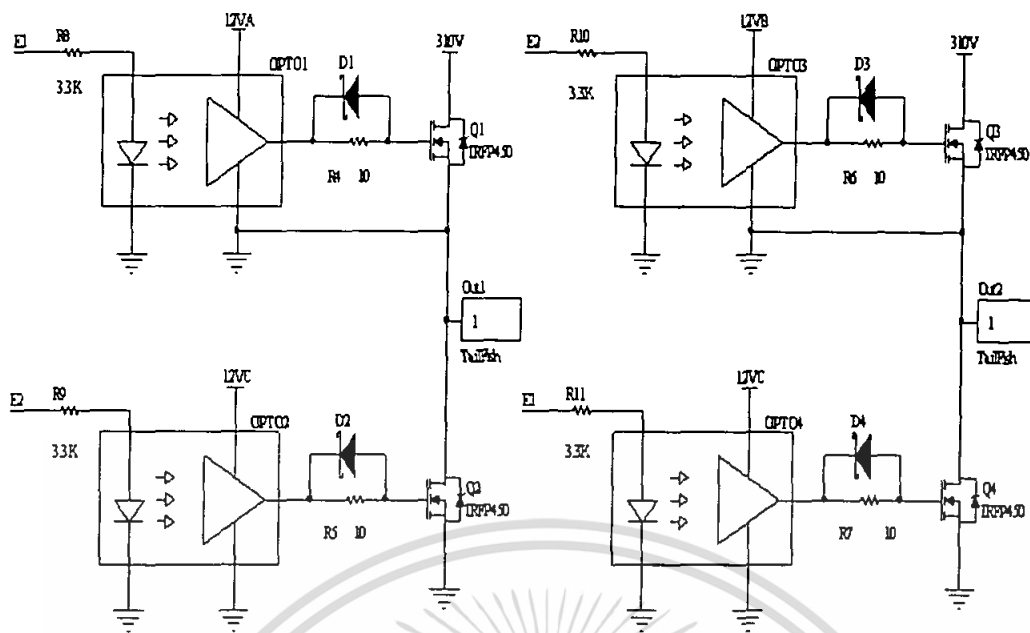 12VA
12VB
E1
R8
310V
E2
R10
310V
OPTO1
D1
OPTO3
D3
33K
33K
Q1
IRFP450
Q3
IRFP450
R4 10
R6 10
Out1
1
Out2
1
12VC
12VC
E2
R9
E1
R11
OPTO2
D2
OPTO4
D4
33K
33K
Q2
IRFP450
Q4
IRFP450
R5 10
R7 10